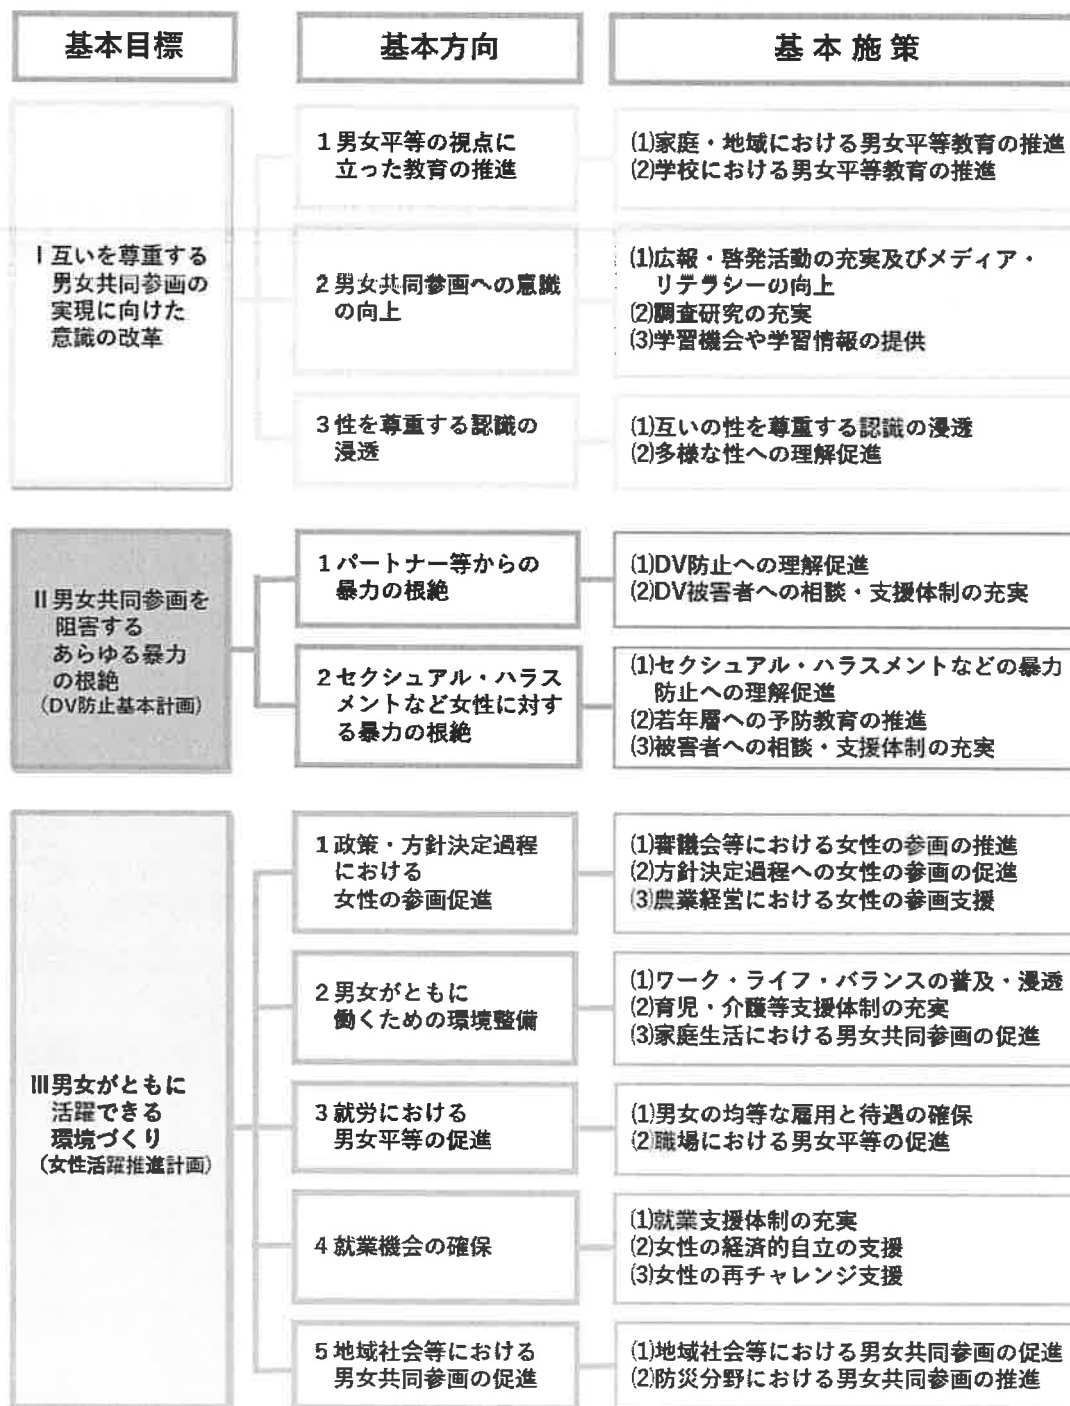 基本目標
基本方向
基本施策
Ⅰ互いを尊重する
男女共同参画の
実現に向けた
意識の改革
1 男女平等の視点に
立った教育の推進
⑴家庭・地域における男女平等教育の推進
⑵学校における男女平等教育の推進
2 男女共同参画への意識
の向上
⑴広報・啓発活動の充実及びメディア・
リテラシーの向上
⑵調査研究の充実
⑶学習機会や学習情報の提供
3 性を尊重する認識の
浸透
⑴互いの性を尊重する認識の浸透
⑵多様な性への理解促進
Ⅱ男女共同参画を
阻害する
あらゆる暴力
の根絶
(DV防止基本計画)
1 パートナー等からの
暴力の根絶
⑴DV防止への理解促進
⑵DV被害者への相談・支援体制の充実
2 セクシュアル・ハラス
メントなど女性に対す
る暴力の根絶
⑴セクシュアル・ハラスメントなどの暴力
防止への理解促進
⑵若年層への予防教育の推進
⑶被害者への相談・支援体制の充実
Ⅲ男女がともに
活躍できる
環境づくり
(女性活躍推進計画)
1 政策・方針決定過程
における
女性の参画促進
⑴審議会等における女性の参画の推進
⑵方針決定過程への女性の参画の促進
⑶農業経営における女性の参画支援
2 男女がともに
働くための環境整備
⑴ワーク・ライフ・バランスの普及・浸透
⑵育児・介護等支援体制の充実
⑶家庭生活における男女共同参画の促進
3 就労における
男女平等の促進
⑴男女の均等な雇用と待遇の確保
⑵職場における男女平等の促進
4 就業機会の確保
⑴就業支援体制の充実
⑵女性の経済的自立の支援
⑶女性の再チャレンジ支援
5 地域社会等における
男女共同参画の促進
⑴地域社会等における男女共同参画の促進
⑵防災分野における男女共同参画の推進